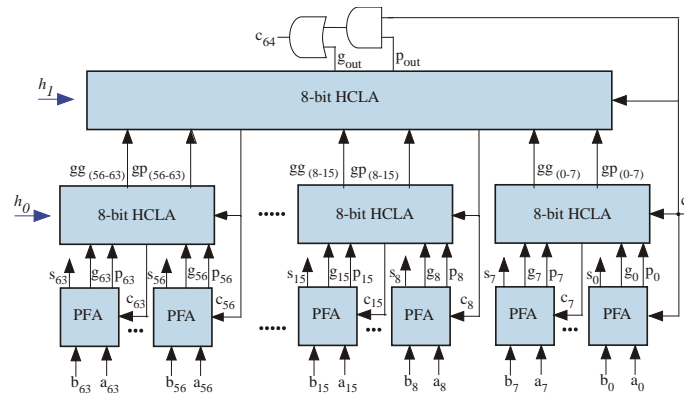 c64
gout pout
h1
8-bit HCLA
gg(56-63) gp(56-63) gg(8-15) gp(8-15) gg(0-7) gp(0-7)
h0
8-bit HCLA ..... 8-bit HCLA 8-bit HCLA c
s63 g63 p63 s56 g56 p56 s15 g15 p15 s8 g8 p8 s7 g7 p7 s0 g0 p0
c63 c56 c15 c8 c7
PFA ... PFA ..... PFA ... PFA PFA ... PFA
b63 a63 b56 a56 b15 a15 b8 a8 b7 a7 b0 a0